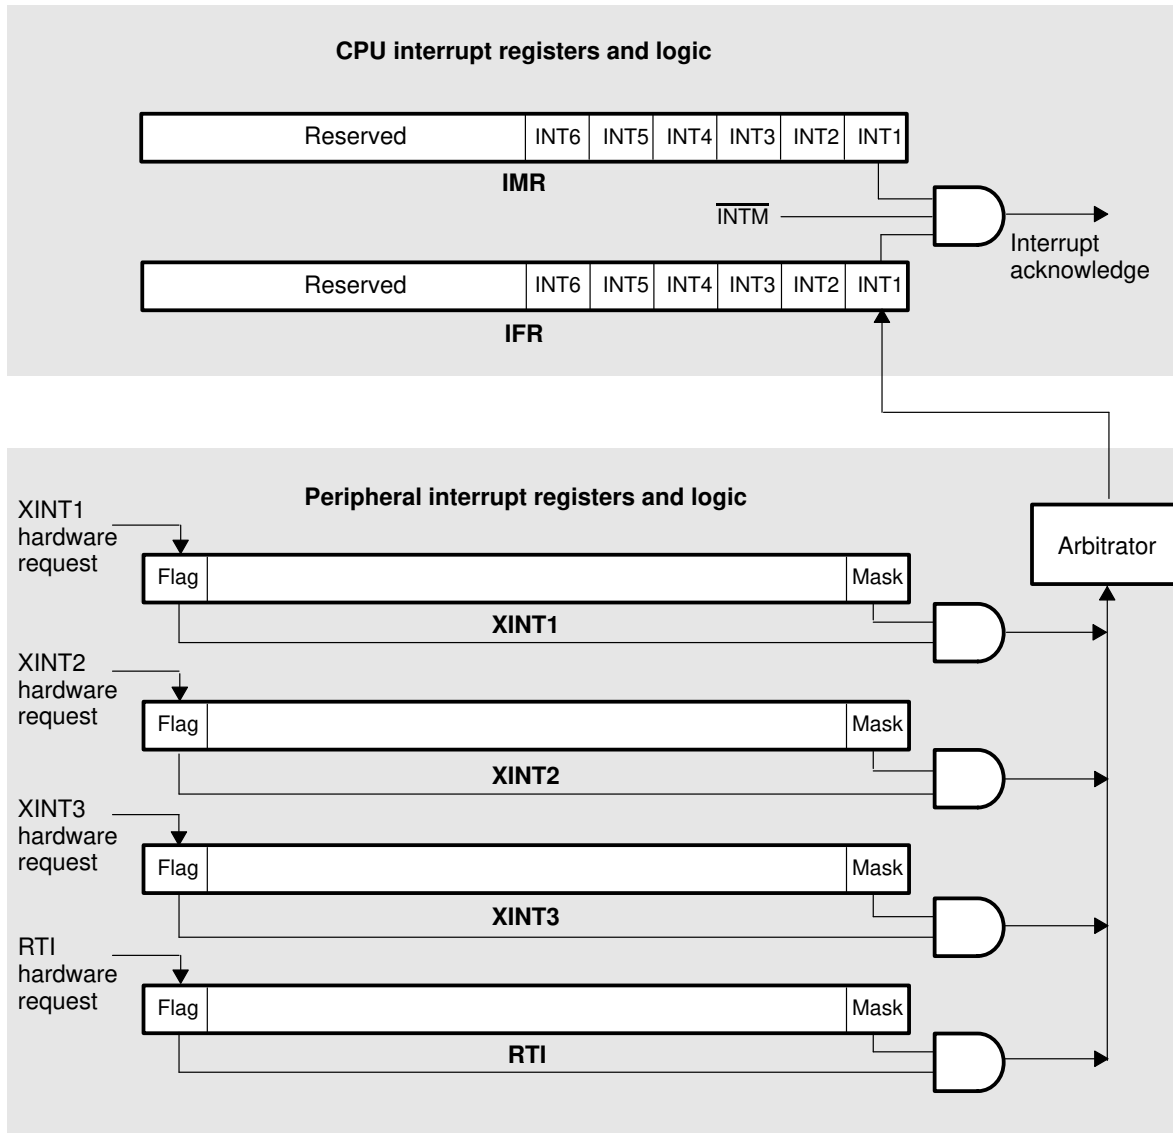 CPU interrupt registers and logic
Reserved INT6 INT5 INT4 INT3 INT2 INT1
IMR
INTM
Interrupt
acknowledge
Reserved INT6 INT5 INT4 INT3 INT2 INT1
IFR
Peripheral interrupt registers and logic
XINT1
hardware
request
Arbitrator
Flag Mask
XINT1
XINT2
hardware
request
Flag Mask
XINT2
XINT3
hardware
request
Flag Mask
XINT3
RTI
hardware
request
Flag Mask
RTI